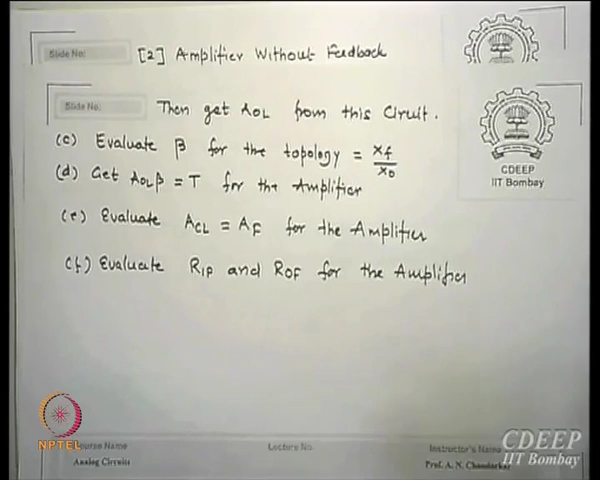 Slide No:
[2] Amplifier Without Feedback
Slide No:
Then get AOL from this Ciruit.
CDEEP
IIT Bombay
(c) Evaluate β for the topology = xf/xo
(d) Get AOLβ = T for the Amplifier
(e) Evaluate ACL = AF for the Amplifier
(f) Evaluate RIF and ROF for the Amplifier
NPTEL
Course Name
Lecture No.
Instructor's Name
Analog Circuits
Prof. A. N. Chandorkar
CDEEP
IIT Bombay